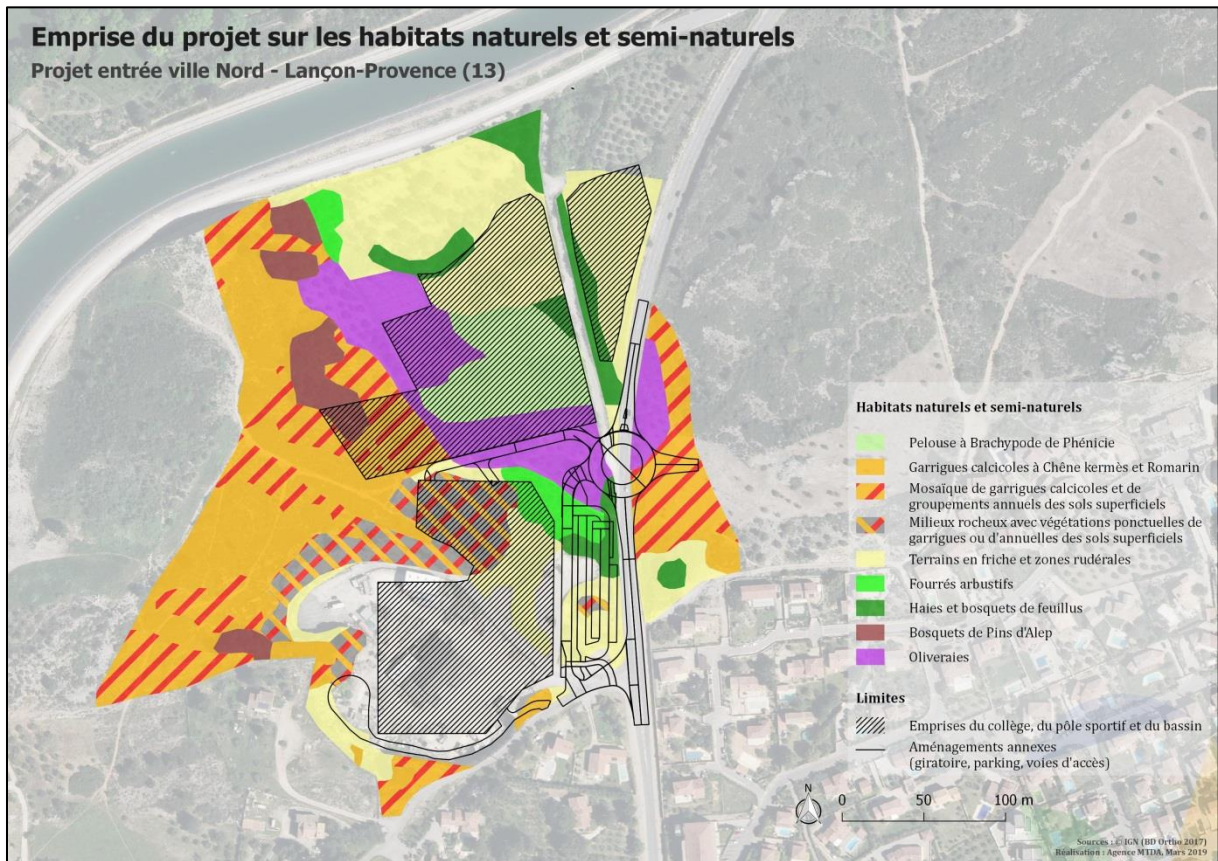 Emprise du projet sur les habitats naturels et semi-naturels
Projet entrée ville Nord - Lançon-Provence (13)
Habitats naturels et semi-naturels
Pelouse à Brachypode de Phénicie
Garrigues calcicoles à Chêne kermès et Romarin
Mosaïque de garrigues calcicoles et de
groupements annuels des sols superficiels
Milieux rocheux avec végétations ponctuelles de
garrigues ou d'annuelles des sols superficiels
Terrains en friche et zones rudérales
Fourrés arbustifs
Haies et bosquets de feuillus
Bosquets de Pins d'Alep
Oliveraies
Limites
Emprises du collège, du pôle sportif et du bassin
Aménagements annexes
(giratoire, parking, voies d'accès)
N
0 50 100 m
Sources : © IGN (BD Ortho 2017)
Réalisation : Agence MTDA, Mars 2019